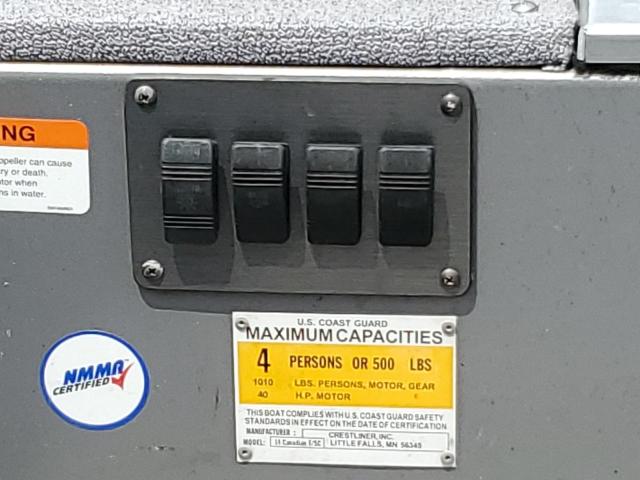 NG
opeller can cause
ry or death.
otor when
ns in water.
NMMA
CERTIFIED
U.S. COAST GUARD
MAXIMUM CAPACITIES
4 PERSONS OR 500 LBS
1010 LBS. PERSONS, MOTOR, GEAR
40 H.P. MOTOR
THIS BOAT COMPLIES WITH U.S. COAST GUARD SAFETY
STANDARDS IN EFFECT ON THE DATE OF CERTIFICATION
MANUFACTURER : CRESTLINER, INC.
MODEL: LITTLE FALLS, MN 56345